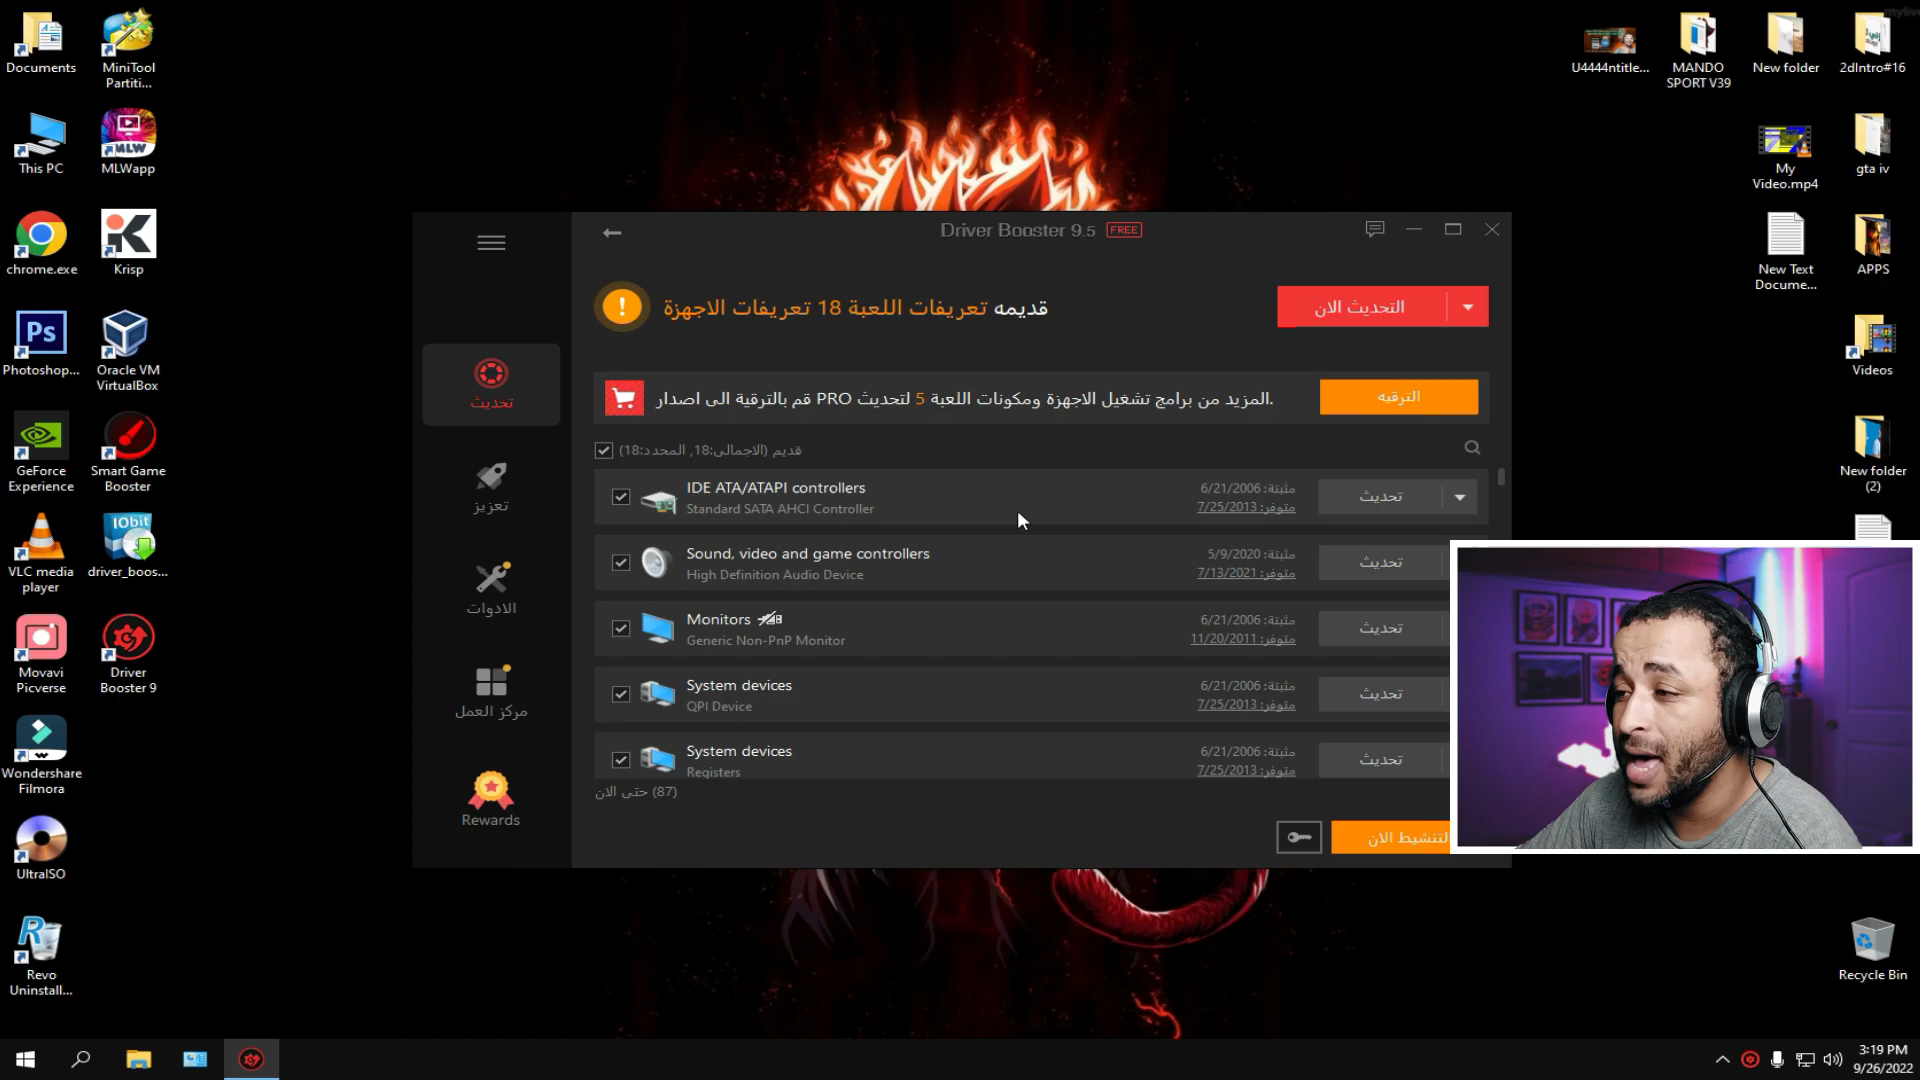 Documents
MiniTool
Partiti...
This PC
MLW
MLWapp
chrome.exe
Krisp
Ps
Photoshop...
Oracle VM
VirtualBox
GeForce
Experience
Smart Game
Booster
IObit
VLC media
player
driver_boos...
Movavi
Picverse
Driver
Booster 9
Wondershare
Filmora
UltraISO
Revo
Uninstall...
U4444ntitle...
MANDO
SPORT V39
New folder
2dIntro#16
My
Video.mp4
gta iv
New Text
Docume...
APPS
Videos
New folder
(2)
Recycle Bin
Driver Booster 9.5 FREE
قديمه تعريفات اللعبة 18 تعريفات الاجهزة
التحديث الان
المزيد من برامج تشغيل الاجهزة ومكونات اللعبة 5 لتحديث PRO قم بالترقية الى اصدار.
الترقيه
قديم (الاجمالى:18, المحدد:18)
IDE ATA/ATAPI controllers
Standard SATA AHCI Controller
مثبتة: 6/21/2006
متوفر: 7/25/2013
تحديث
Sound, video and game controllers
High Definition Audio Device
مثبتة: 5/9/2020
متوفر: 7/13/2021
تحديث
Monitors
Generic Non-PnP Monitor
مثبتة: 6/21/2006
متوفر: 11/20/2011
تحديث
System devices
QPI Device
مثبتة: 6/21/2006
متوفر: 7/25/2013
تحديث
System devices
Registers
مثبتة: 6/21/2006
متوفر: 7/25/2013
تحديث
حتى الان (87)
التنشيط الان
تحديث
تعزيز
الادوات
مركز العمل
Rewards
3:19 PM
9/26/2022